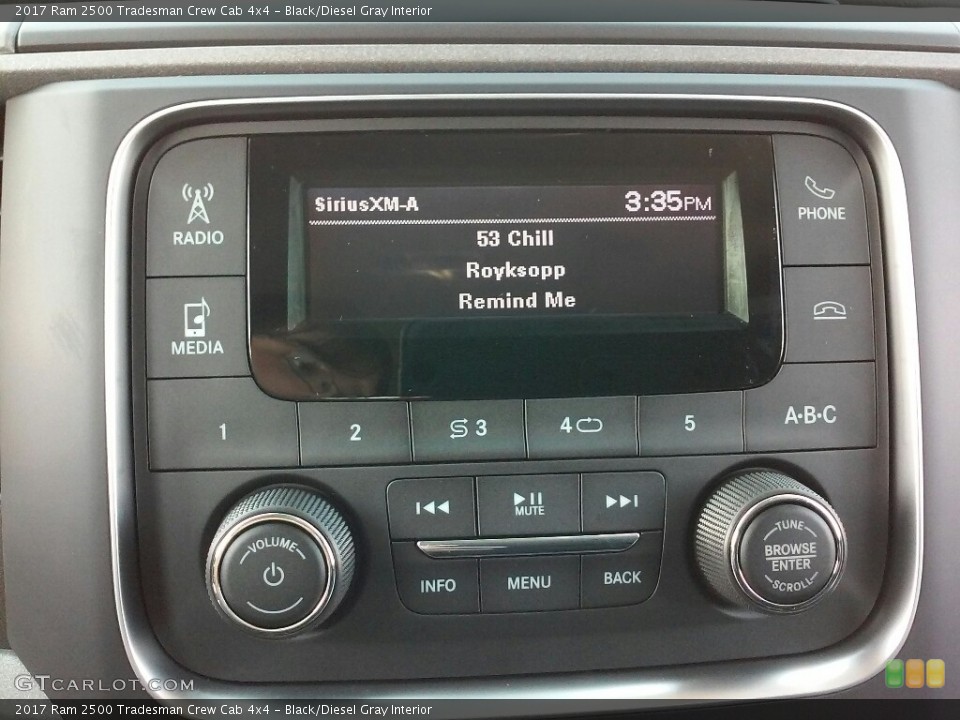 2017 Ram 2500 Tradesman Crew Cab 4x4 - Black/Diesel Gray Interior
RADIO
SiriusXM-A 3:35PM
PHONE
53 Chill
Royksopp
Remind Me
MEDIA
1 2 3 4 5 A·B·C
MUTE
VOLUME
TUNE
BROWSE
ENTER
SCROLL
INFO MENU BACK
GTCARLOT.COM
2017 Ram 2500 Tradesman Crew Cab 4x4 - Black/Diesel Gray Interior